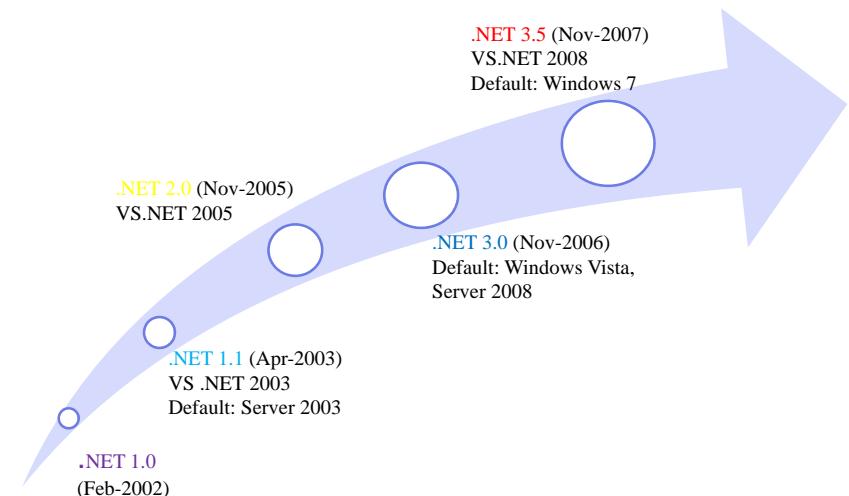 .NET 3.5 (Nov-2007)
VS.NET 2008
Default: Windows 7
.NET 2.0 (Nov-2005)
VS.NET 2005
.NET 3.0 (Nov-2006)
Default: Windows Vista,
Server 2008
.NET 1.1 (Apr-2003)
VS .NET 2003
Default: Server 2003
.NET 1.0
(Feb-2002)